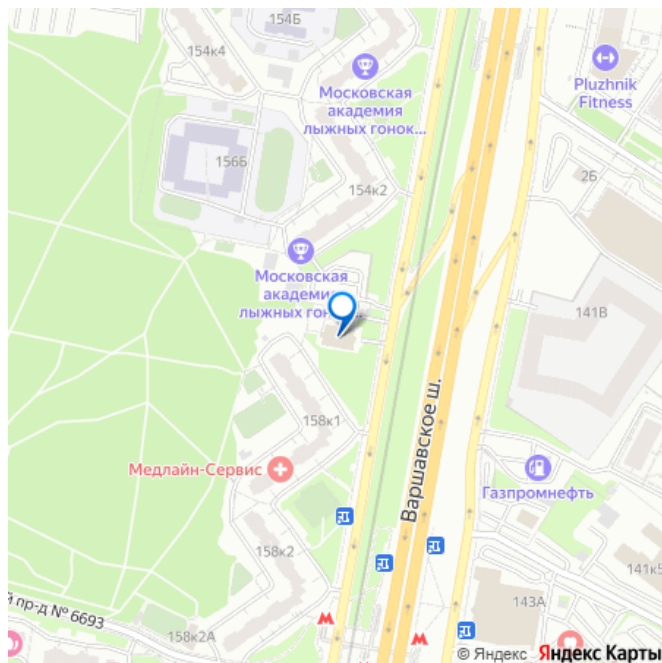 154Б
154к4
Московская
академия
лыжных гонок...
Pluzhnik
Fitness
156Б
2Б
154к2
Московская
академия
лыжных гон
141В
158к1
Варшавское ш.
Медлайн-Сервис
Газпромнефть
158к2
141к5
й пр-д № 6693
143А
158к2А
© Яндекс Яндекс Карты